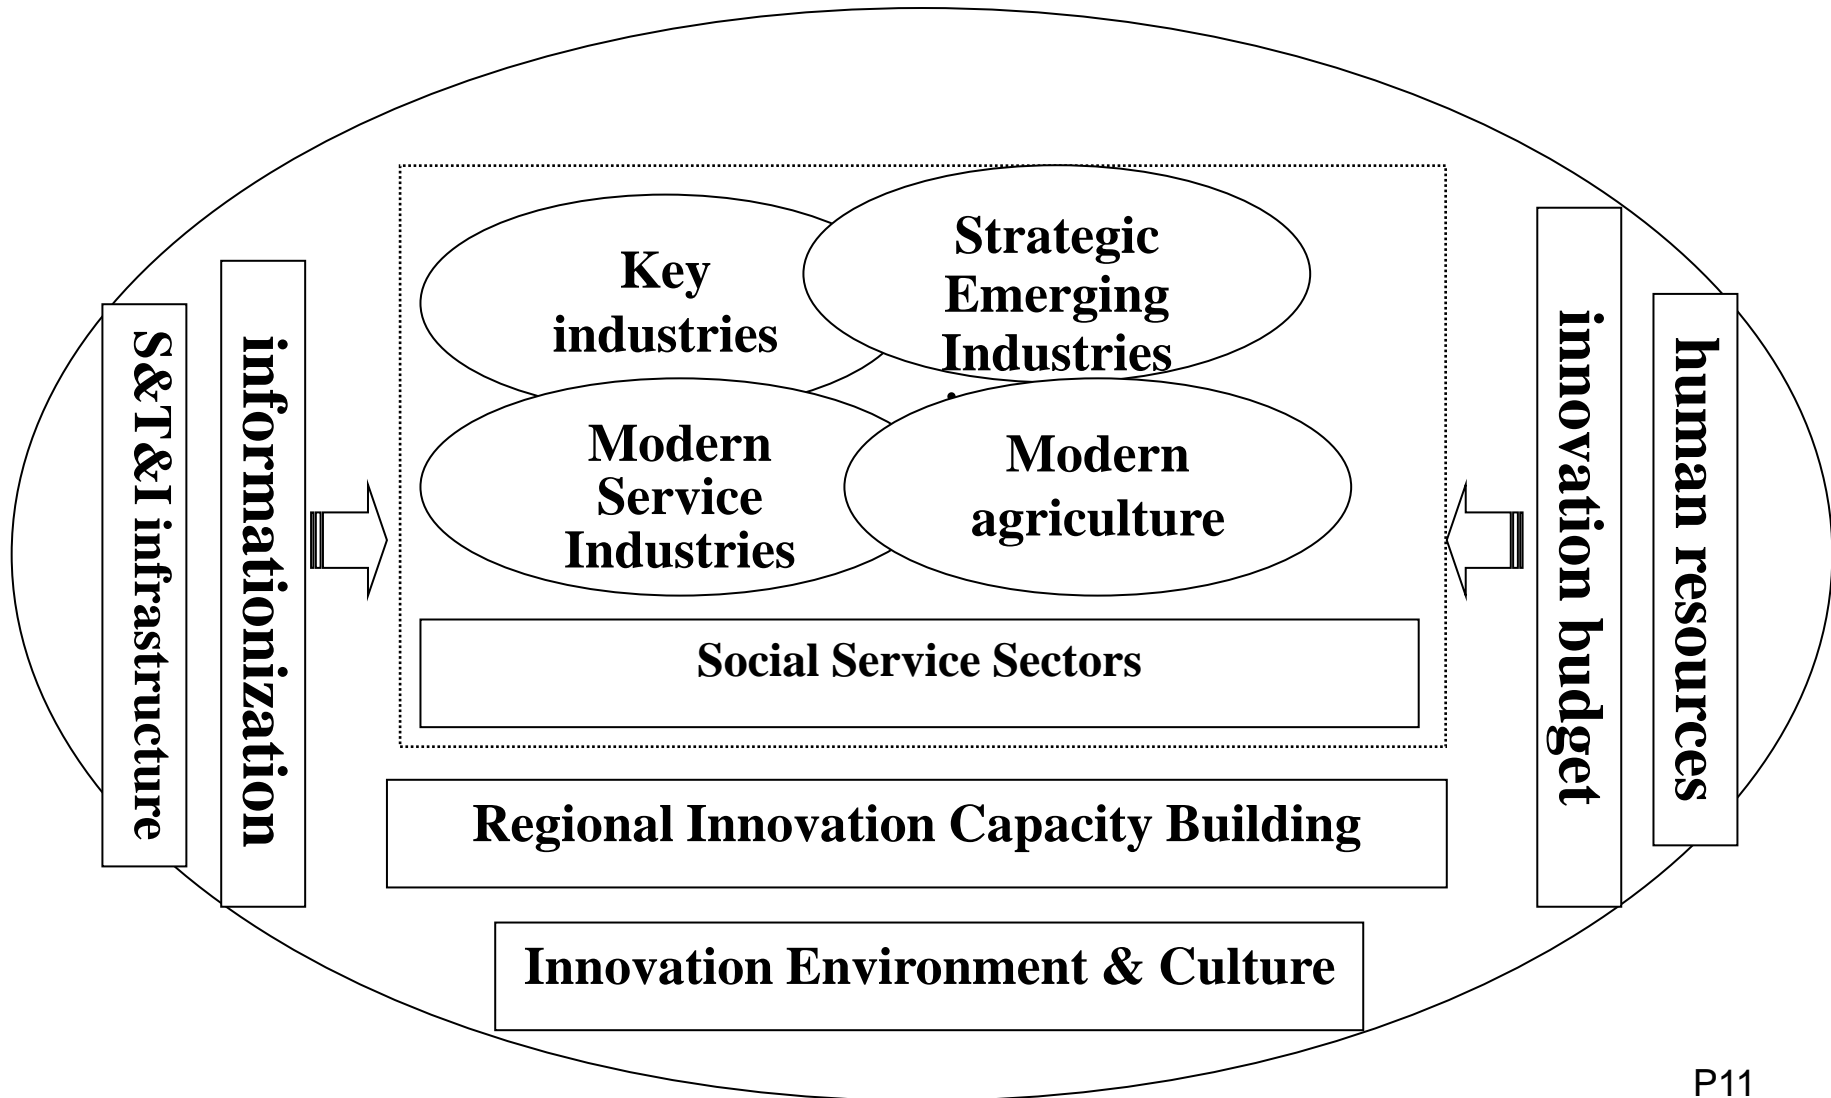 Key
industries
Strategic
Emerging
Industries
Modern
Service
Industries
Modern
agriculture
Social Service Sectors
Regional Innovation Capacity Building
Innovation Environment & Culture
S&T&I infrastructure
informationization
innovation budget
human resources
P11